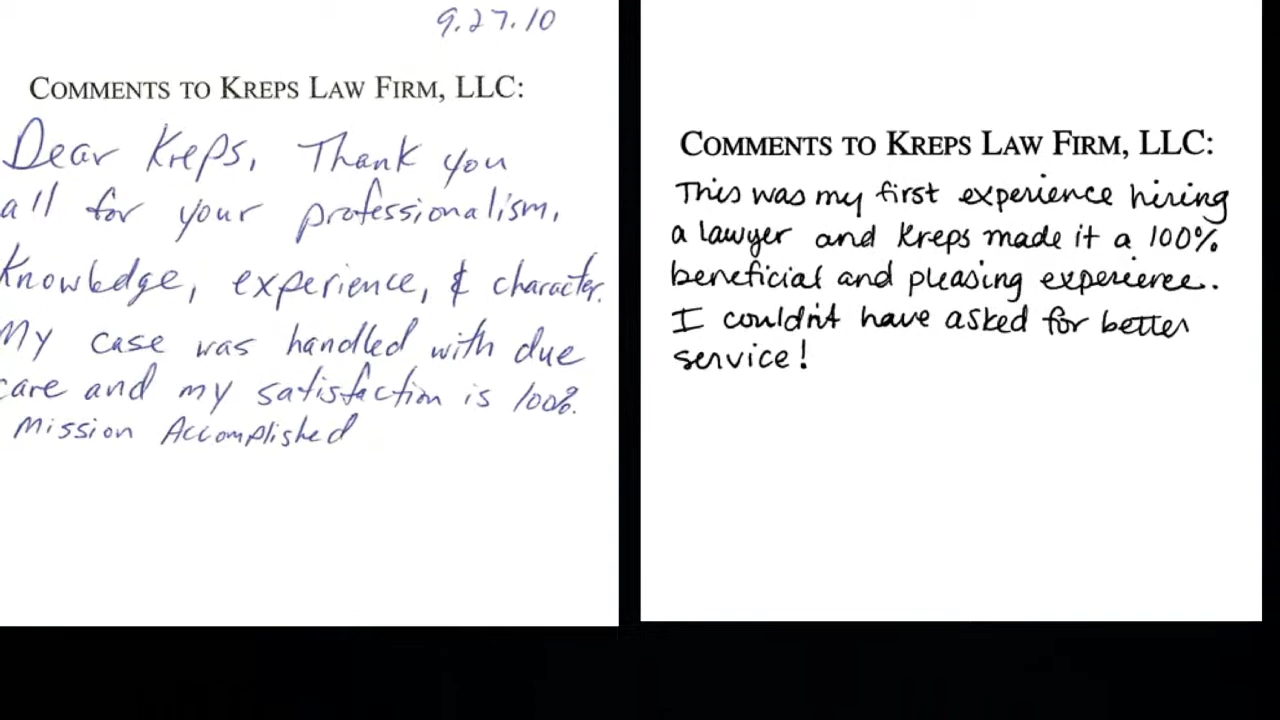 9.27.10
COMMENTS TO KREPS LAW FIRM, LLC:
Dear Kreps, Thank you
all for your professionalism,
knowledge, experience, & character.
My case was handled with due
care and my satisfaction is 100%.
Mission Accomplished
COMMENTS TO KREPS LAW FIRM, LLC:
This was my first experience hiring
a lawyer and Kreps made it a 100%
beneficial and pleasing experience.
I couldn't have asked for better
service!